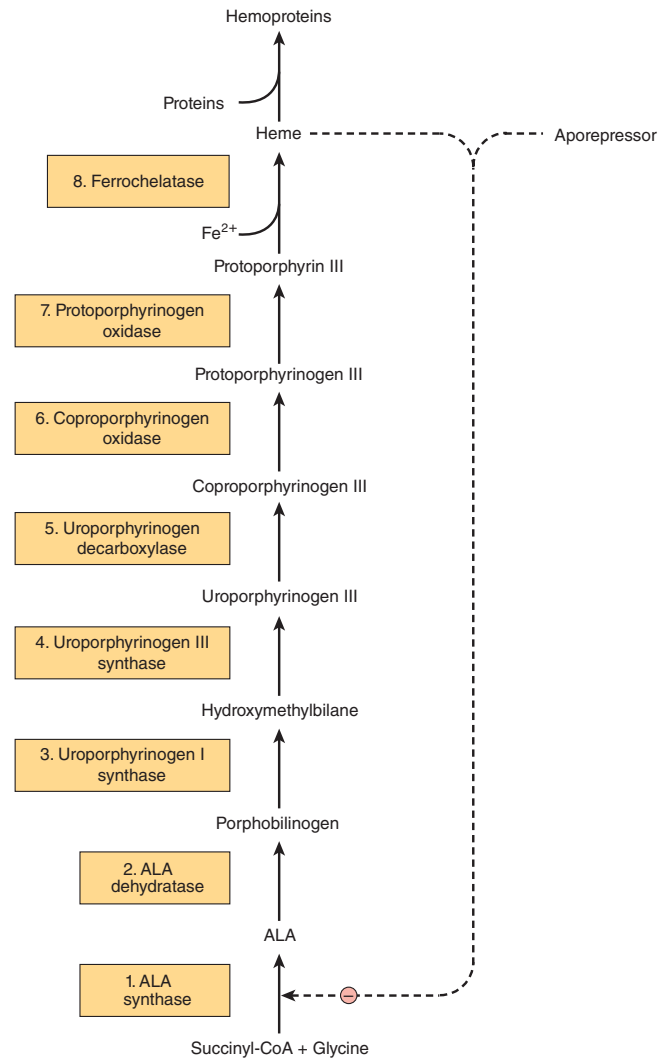 Hemoproteins
Proteins
Heme
Aporepressor
8. Ferrochelatase
Fe2+
Protoporphyrin III
7. Protoporphyrinogen
oxidase
Protoporphyrinogen III
6. Coproporphyrinogen
oxidase
Coproporphyrinogen III
5. Uroporphyrinogen
decarboxylase
Uroporphyrinogen III
4. Uroporphyrinogen III
synthase
Hydroxymethylbilane
3. Uroporphyrinogen I
synthase
Porphobilinogen
2. ALA
dehydratase
ALA
1. ALA
synthase
−
Succinyl-CoA + Glycine